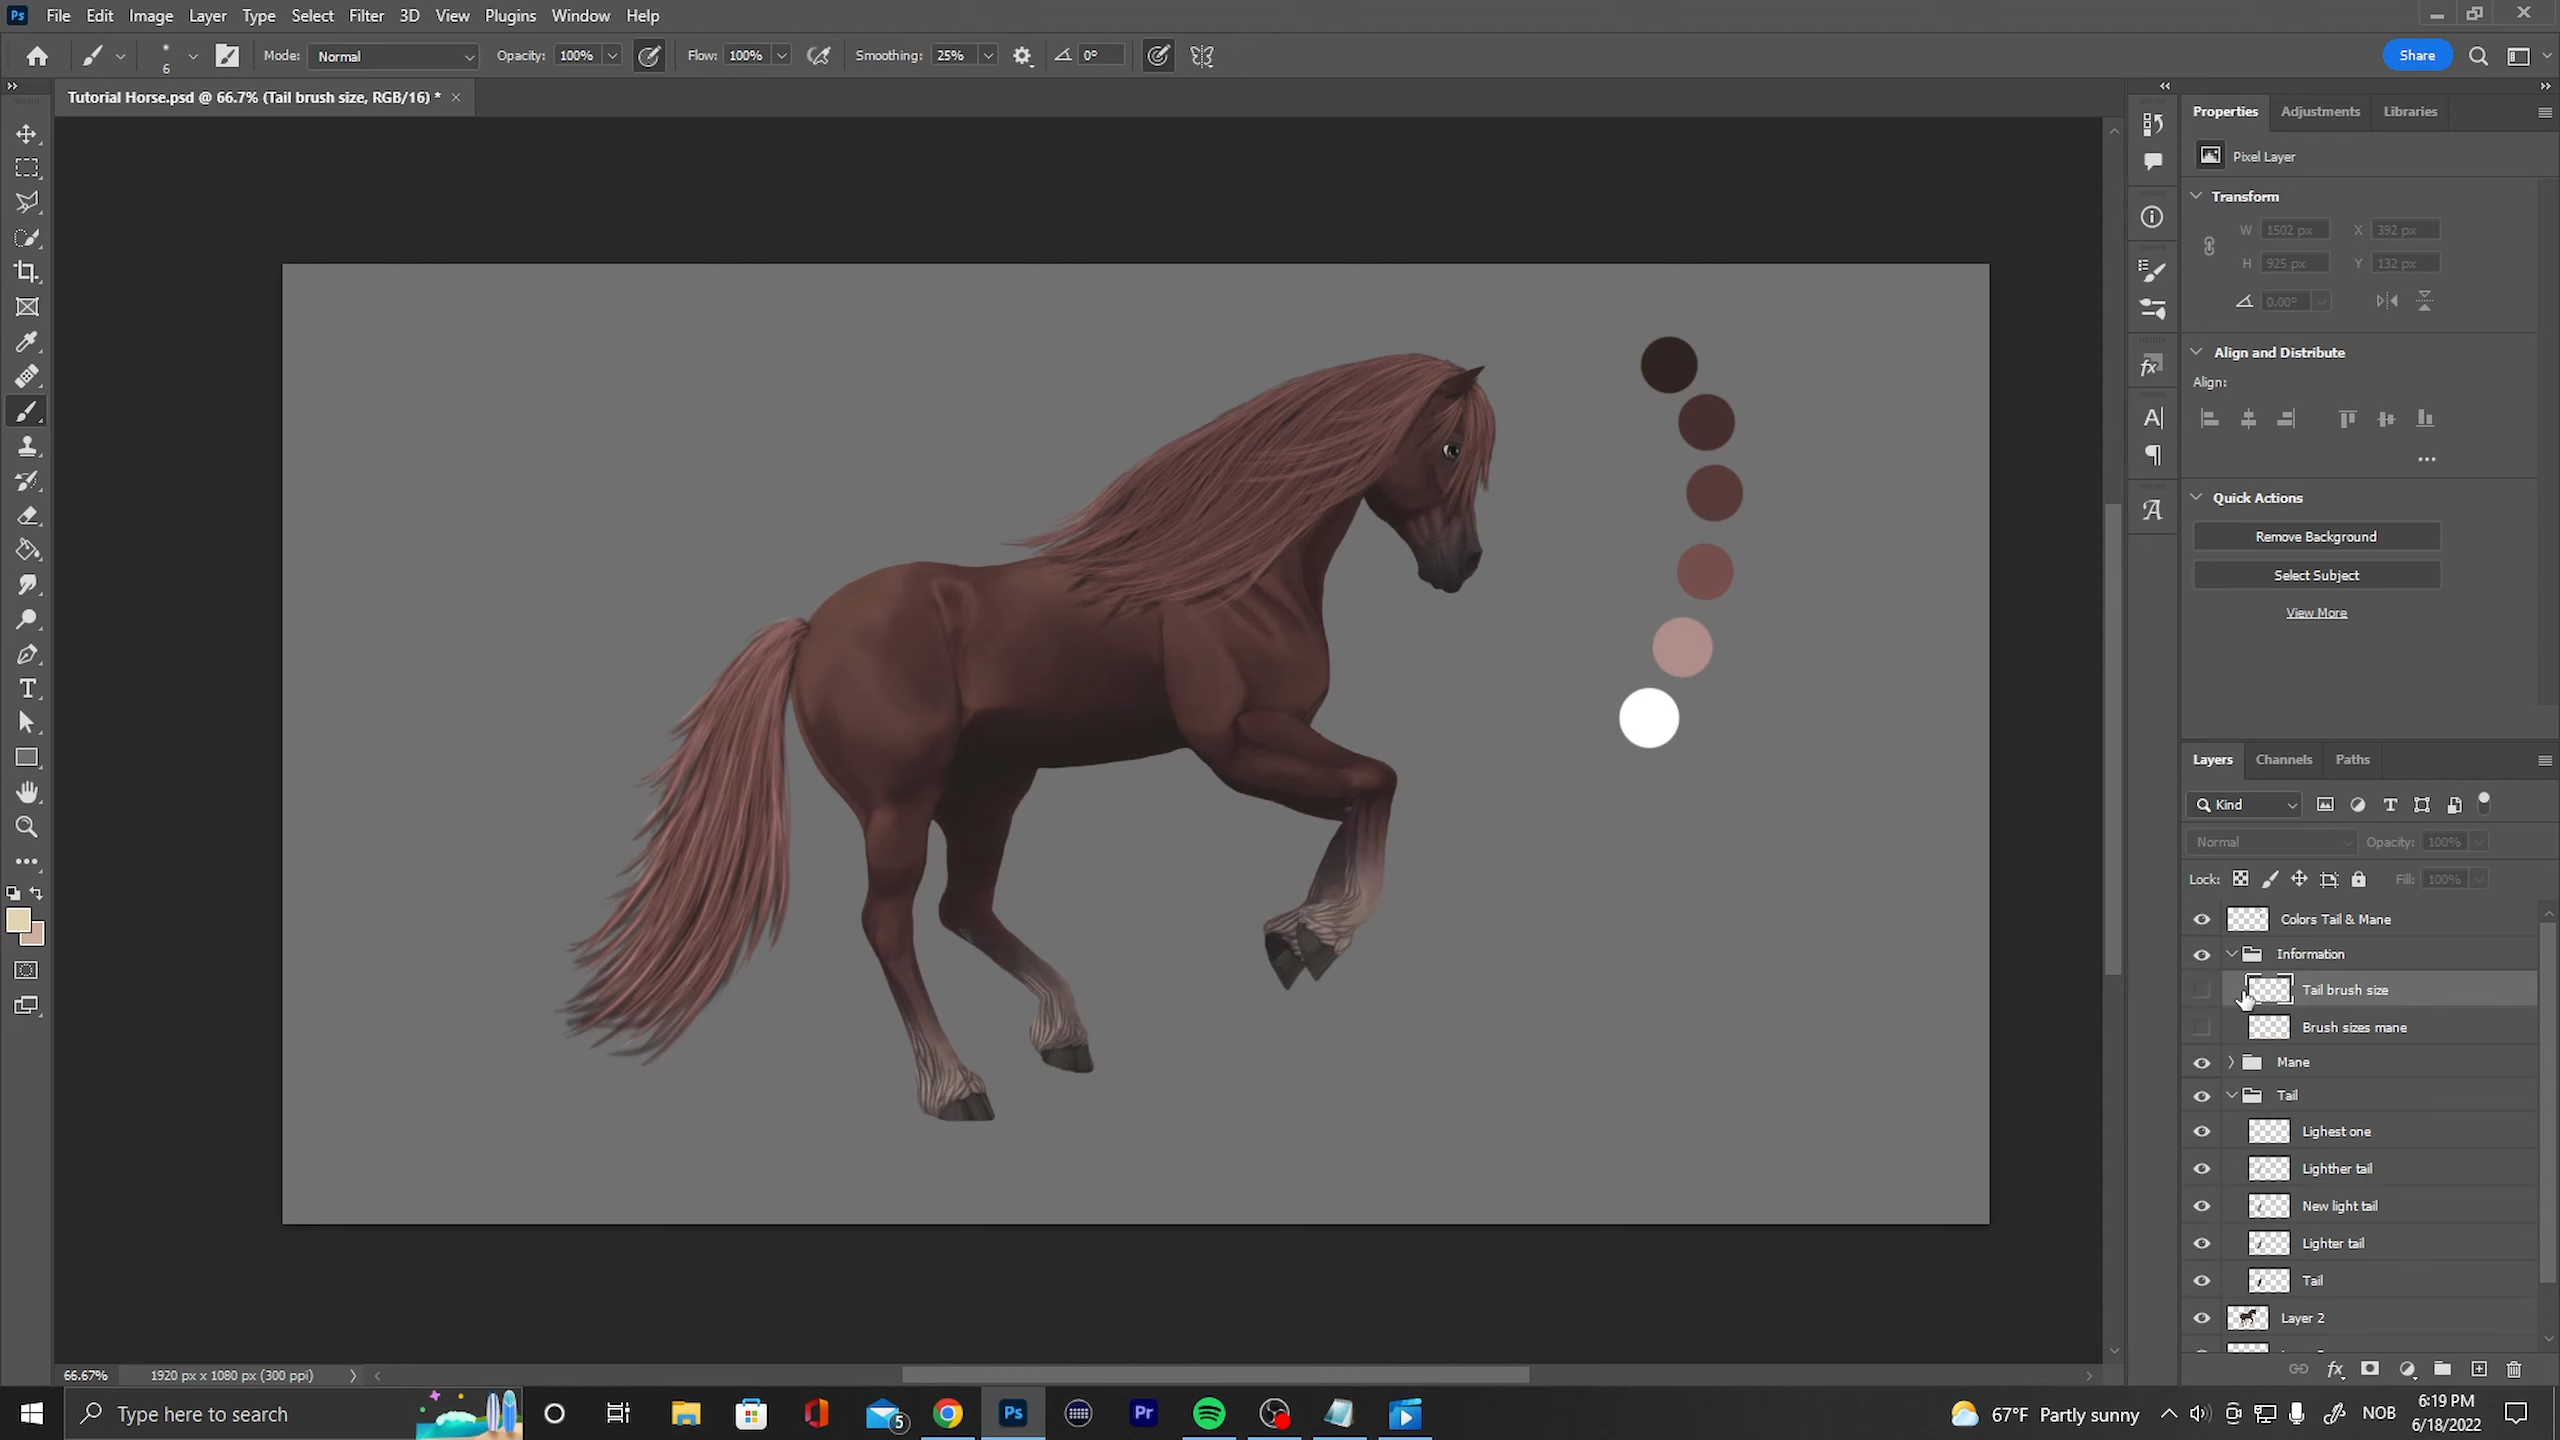 Ps File Edit Image Layer Type Select Filter 3D View Plugins Window Help
6 Mode: Normal Opacity: 100% Flow: 100% Smoothing: 25% 0° Share
Tutorial Horse.psd @ 66.7% (Tail brush size, RGB/16) * ×
Properties Adjustments Libraries
Pixel Layer
Transform
W 1502 px X 392 px
H 925 px Y 132 px
0.00°
Align and Distribute
Align:
Quick Actions
Remove Background
Select Subject
View More
Layers Channels Paths
Kind
Normal Opacity: 100%
Lock: Fill: 100%
Colors Tail & Mane
Information
Tail brush size
Brush sizes mane
Mane
Tail
Lighest one
Lighther tail
New light tail
Lighter tail
Tail
Layer 2
66.67% 1920 px x 1080 px (300 ppi)
Type here to search
5
Ps
Pr
67°F Partly sunny
NOB
6:19 PM
6/18/2022